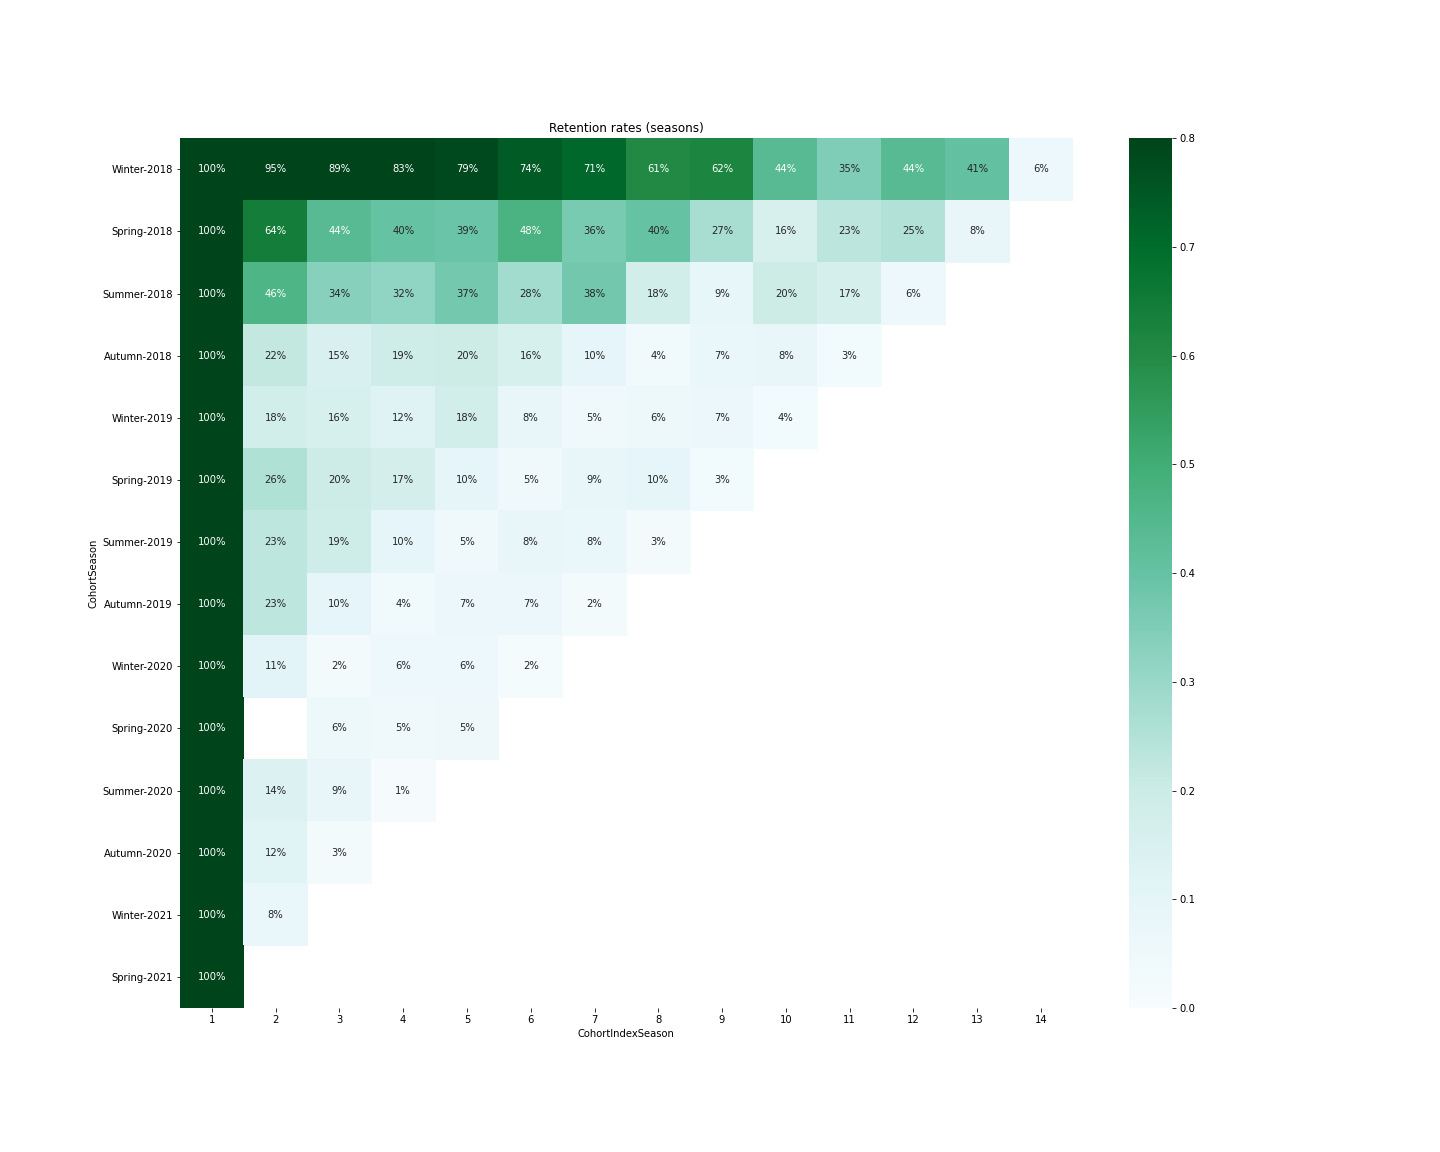 Retention rates (seasons)
Winter-2018 100% 95% 89% 83% 79% 74% 71% 61% 62% 44% 35% 44% 41% 6%
Spring-2018 100% 64% 44% 40% 39% 48% 36% 40% 27% 16% 23% 25% 8%
Summer-2018 100% 46% 34% 32% 37% 28% 38% 18% 9% 20% 17% 6%
Autumn-2018 100% 22% 15% 19% 20% 16% 10% 4% 7% 8% 3%
Winter-2019 100% 18% 16% 12% 18% 8% 5% 6% 7% 4%
Spring-2019 100% 26% 20% 17% 10% 5% 9% 10% 3%
Summer-2019 100% 23% 19% 10% 5% 8% 8% 3%
CohortSeason
Autumn-2019 100% 23% 10% 4% 7% 7% 2%
Winter-2020 100% 11% 2% 6% 6% 2%
Spring-2020 100% 6% 5% 5%
Summer-2020 100% 14% 9% 1%
Autumn-2020 100% 12% 3%
Winter-2021 100% 8%
Spring-2021 100%
1 2 3 4 5 6 7 8 9 10 11 12 13 14
CohortIndexSeason
0.8
0.7
0.6
0.5
0.4
0.3
0.2
0.1
0.0